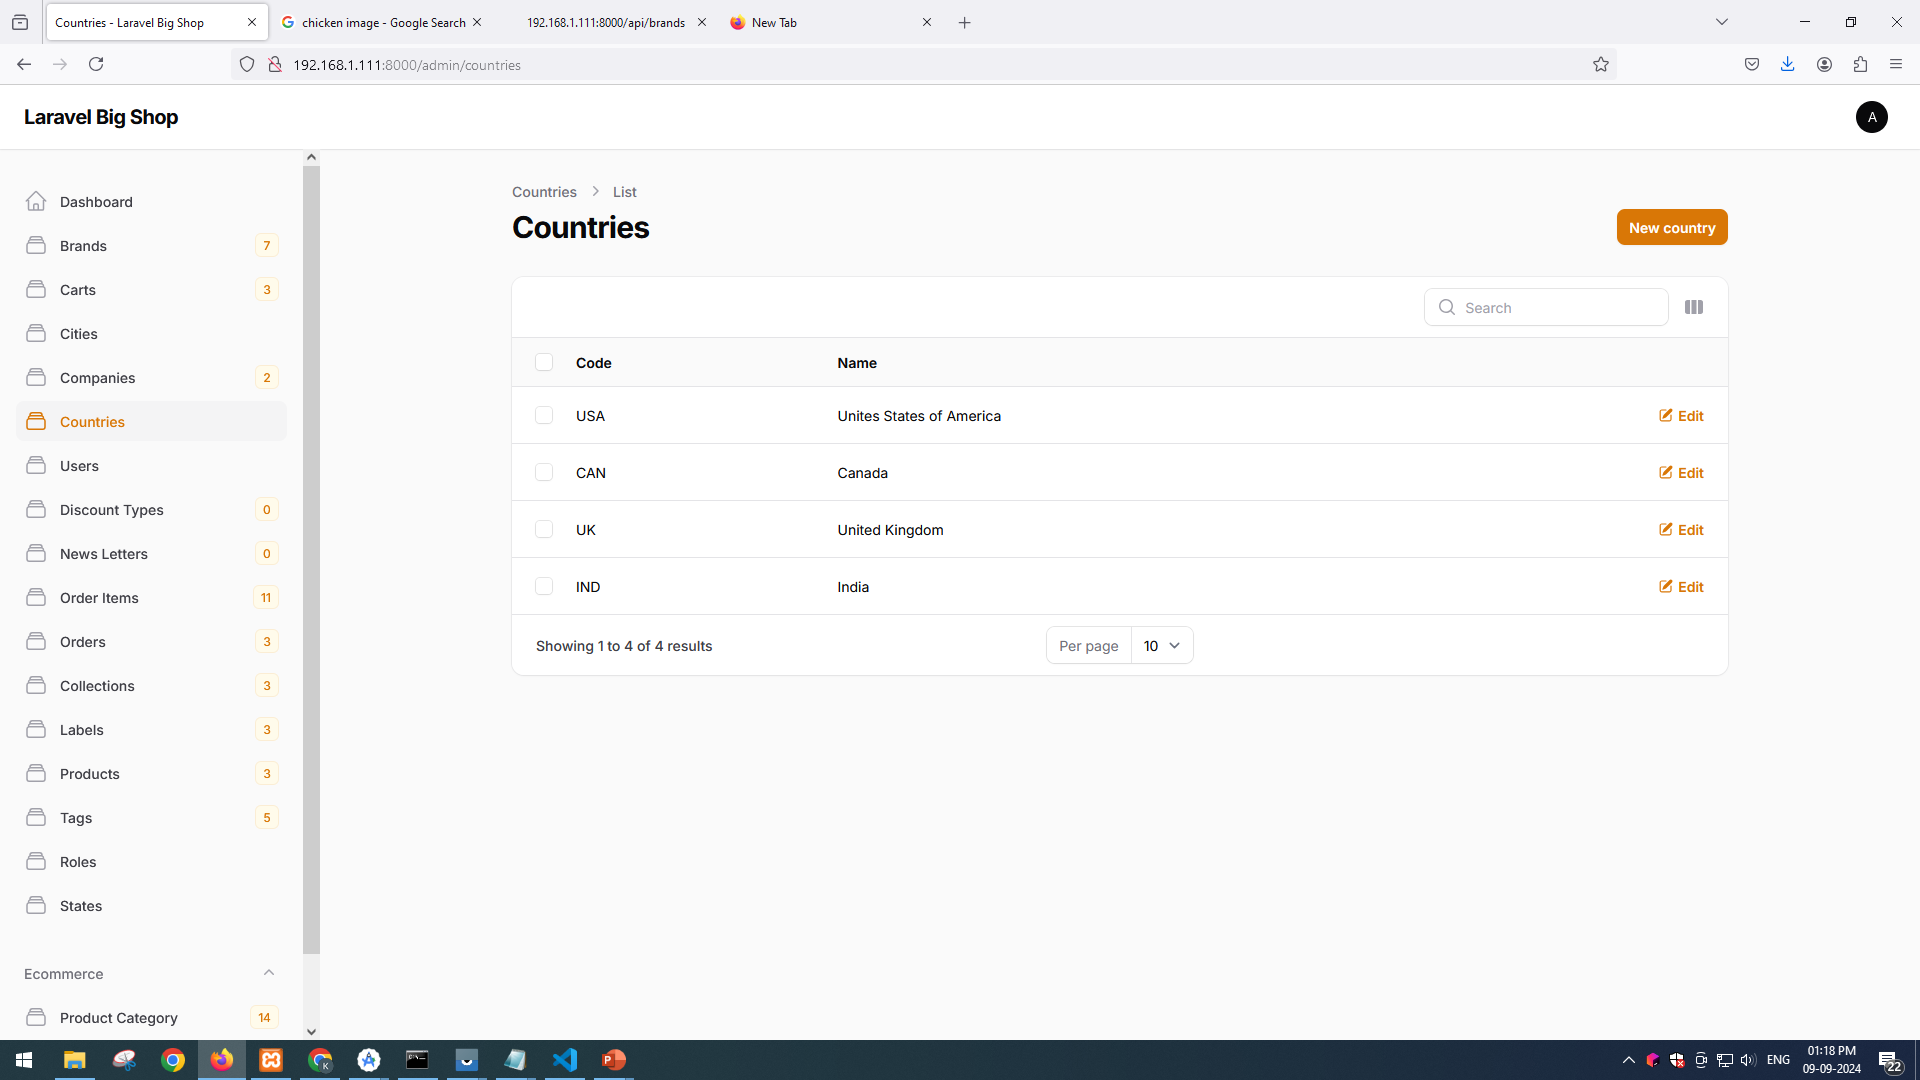 Countries - Laravel Big Shop
chicken image - Google Search
192.168.1.111:8000/api/brands
New Tab
192.168.1.111:8000/admin/countries
Laravel Big Shop
A
Dashboard
Brands 7
Carts 3
Cities
Companies 2
Countries
Users
Discount Types 0
News Letters 0
Order Items 11
Orders 3
Collections 3
Labels 3
Products 3
Tags 5
Roles
States
Ecommerce
Product Category 14
Countries > List
Countries
New country
Search
Code Name
USA Unites States of America Edit
CAN Canada Edit
UK United Kingdom Edit
IND India Edit
Showing 1 to 4 of 4 results
Per page 10
ENG
01:18 PM
09-09-2024
22